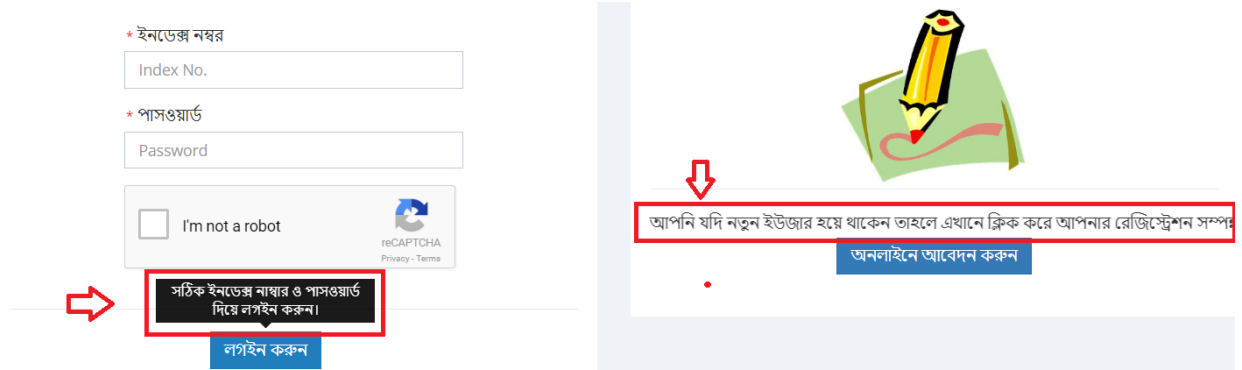 * ইনডেক্স নম্বর
Index No.
* পাসওয়ার্ড
Password
I'm not a robot
reCAPTCHA
Privacy - Terms
সঠিক ইনডেক্স নাম্বার ও পাসওয়ার্ড
দিয়ে লগইন করুন।
লগইন করুন
আপনি যদি নতুন ইউজার হয়ে থাকেন তাহলে এখানে ক্লিক করে আপনার রেজিস্ট্রেশন
অনলাইনে আবেদন করুন